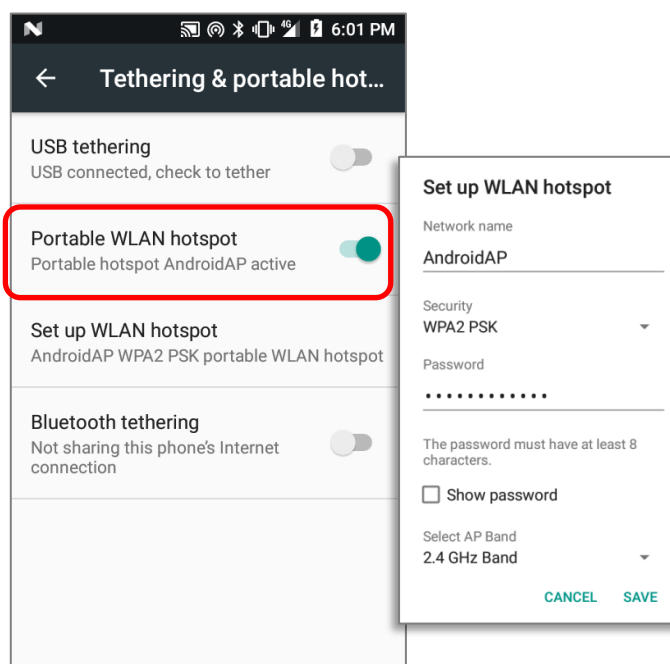 4G 6:01 PM
Tethering & portable hot...
USB tethering
USB connected, check to tether
Portable WLAN hotspot
Portable hotspot AndroidAP active
Set up WLAN hotspot
AndroidAP WPA2 PSK portable WLAN hotspot
Bluetooth tethering
Not sharing this phone's Internet
connection
Set up WLAN hotspot
Network name
AndroidAP
Security
WPA2 PSK
Password
••••••••••••
The password must have at least 8
characters.
Show password
Select AP Band
2.4 GHz Band
CANCEL SAVE